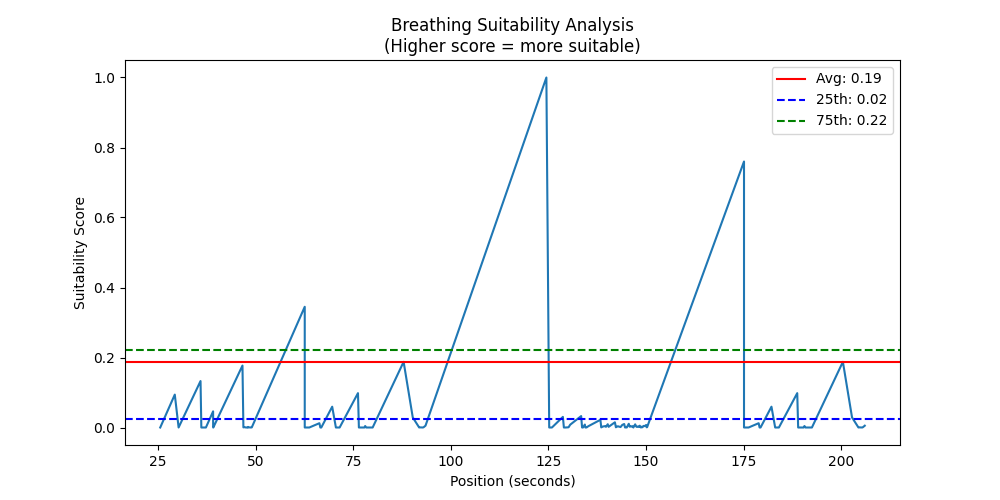 Breathing Suitability Analysis
(Higher score = more suitable)
Avg: 0.19
25th: 0.02
75th: 0.22
Suitability Score
1.0
0.8
0.6
0.4
0.2
0.0
25 50 75 100 125 150 175 200
Position (seconds)